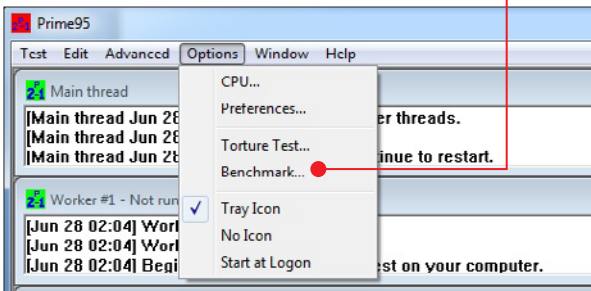 Prime95
Test Edit Advanced Options Window Help
Main thread
CPU...
Preferences...
[Main thread Jun 28
er threads.
[Main thread Jun 28
Torture Test...
[Main thread Jun 28
inue to restart.
Benchmark...
Worker #1 - Not run
Tray Icon
[Jun 28 02:04] Worl
No Icon
[Jun 28 02:04] Worl
Start at Logon
[Jun 28 02:04] Begi
est on your computer.